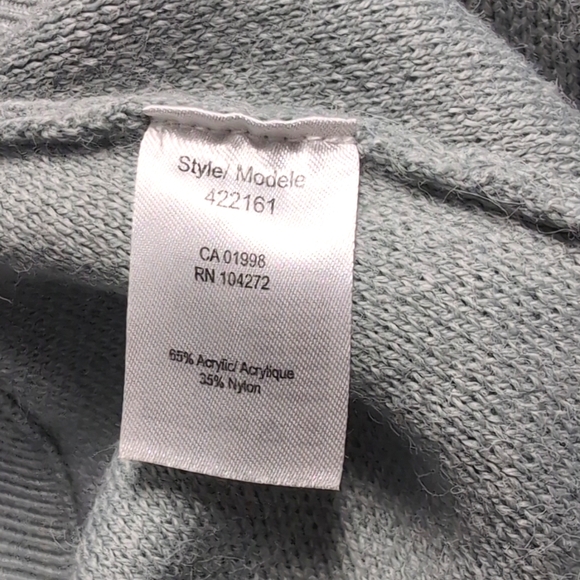 Style/ Modele
422161
CA 01998
RN 104272
65% Acrylic/ Acrylique
35% Nylon